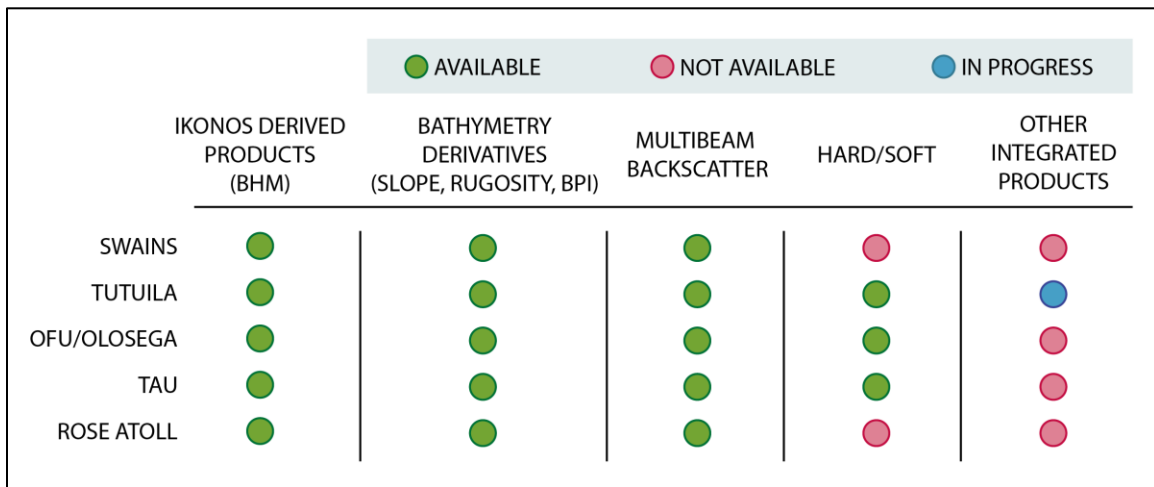 AVAILABLE NOT AVAILABLE IN PROGRESS
IKONOS DERIVED
PRODUCTS
(BHM)
BATHYMETRY
DERIVATIVES
(SLOPE, RUGOSITY, BPI)
MULTIBEAM
BACKSCATTER
HARD/SOFT
OTHER
INTEGRATED
PRODUCTS
SWAINS
TUTUILA
OFU/OLOSEGA
TAU
ROSE ATOLL